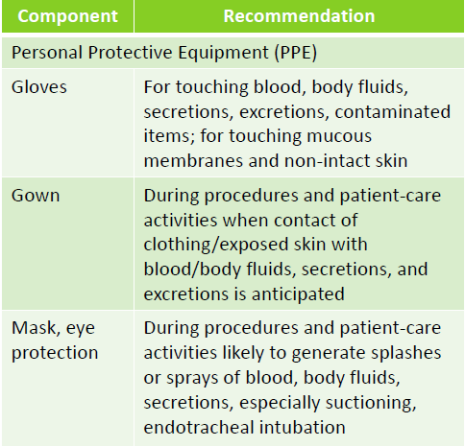 Component Recommendation
Personal Protective Equipment (PPE)
Gloves For touching blood, body fluids,
secretions, excretions, contaminated
items; for touching mucous
membranes and non-intact skin
Gown During procedures and patient-care
activities when contact of
clothing/exposed skin with
blood/body fluids, secretions, and
excretions is anticipated
Mask, eye During procedures and patient-care
protection activities likely to generate splashes
or sprays of blood, body fluids,
secretions, especially suctioning,
endotracheal intubation